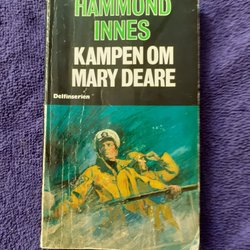 HAMMOND
INNES
KAMPEN OM
MARY DEARE
Delfinserien